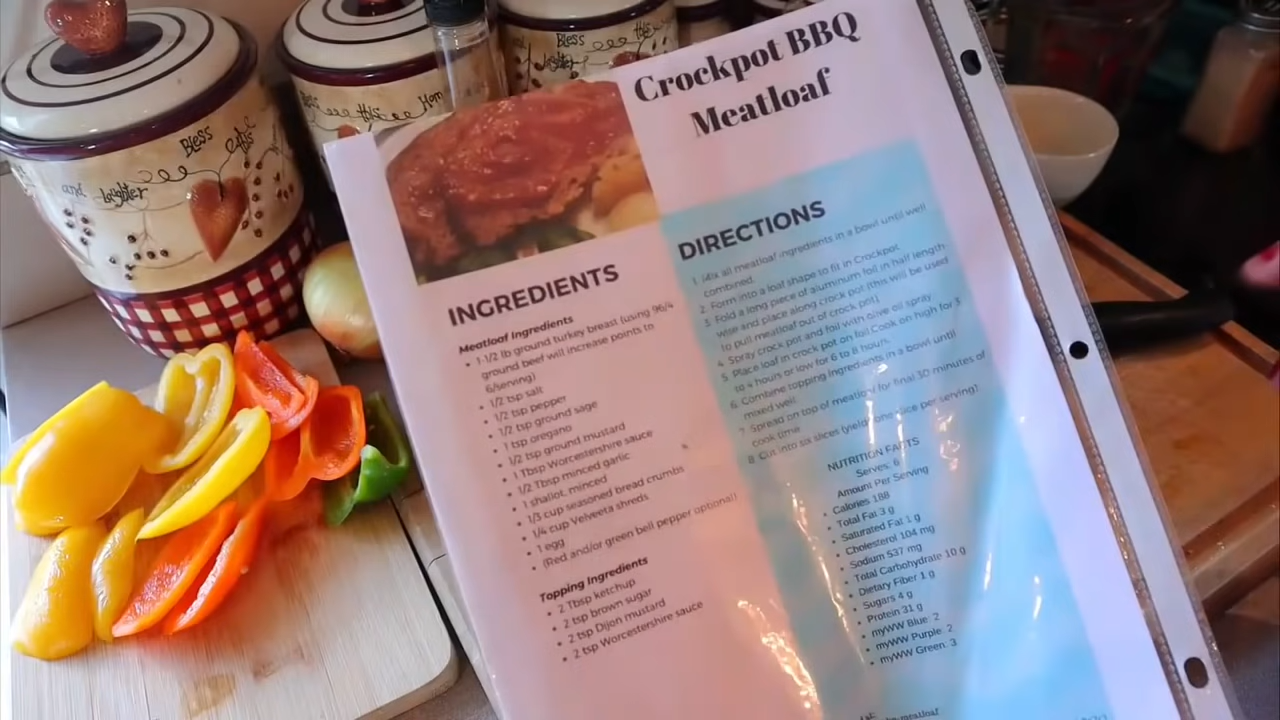 Bless
and laughter
Bless
Bless this
laughter
Crockpot BBQ
Meatloaf
INGREDIENTS
Meatloaf Ingredients
• 1-1/2 lb ground turkey breast (using 96/4
ground beef will increase points to
6/serving)
• 1/2 tsp salt
• 1/2 tsp pepper
• 1/2 tsp ground sage
• 1 tsp oregano
• 1/2 tsp ground mustard
• 1 Tbsp Worcestershire sauce
• 1/2 Tbsp minced garlic
• 1 shallot, minced
• 1/3 cup seasoned bread crumbs
• 1/4 cup Velveeta shreds
• 1 egg
• (Red and/or green bell pepper optional)
Topping Ingredients
• 2 Tbsp ketchup
• 2 tsp brown sugar
• 2 tsp Dijon mustard
• 2 tsp Worcestershire sauce
DIRECTIONS
1. Mix all meatloaf ingredients in a bowl until well
combined.
2. Form into a loaf shape to fit in Crockpot
3. Fold a long piece of aluminum foil in half length
wise and place along crock pot (this will be used
to pull meatloaf out of crock pot)
4. Spray crock pot and foil with olive oil spray
5. Place loaf in crock pot on foil. Cook on high for 3
to 4 hours or low for 6 to 8 hours.
6. Combine topping ingredients in a bowl until
mixed well.
7. Spread on top of meatloaf for final 30 minutes of
cook time.
8. Cut into six slices (yield one slice per serving)
NUTRITION FACTS
Serves: 6
Amount Per Serving
• Calories 188
• Total Fat 3 g
• Saturated Fat 1 g
• Cholesterol 104 mg
• Sodium 537 mg
• Total Carbohydrate 10 g
• Dietary Fiber 1 g
• Sugars 4 g
• Protein 31 g
• myWW Blue: 2
• myWW Purple: 2
• myWW Green: 3